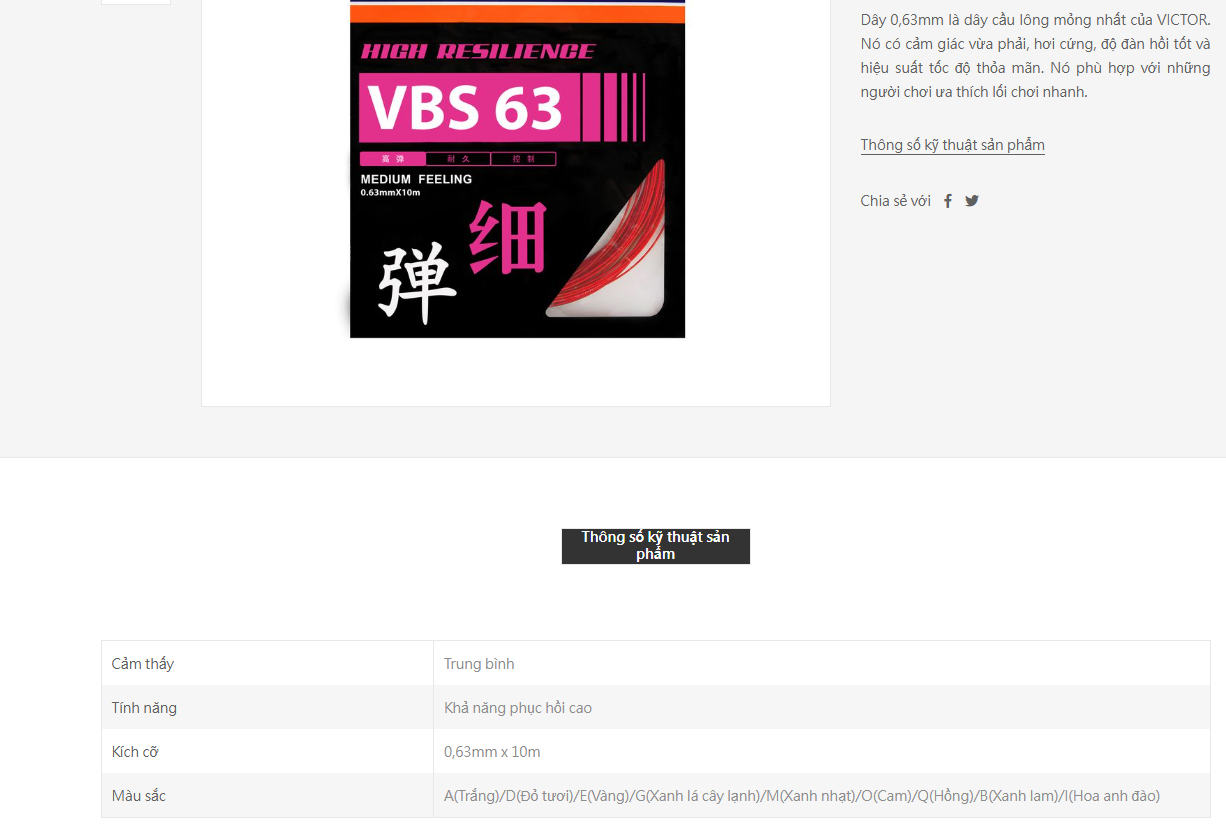 HIGH RESILIENCE
VBS 63
高弹 耐久 控制
MEDIUM FEELING
0.63mmX10m
细
弹
Dây 0,63mm là dây cầu lông mỏng nhất của VICTOR.
Nó có cảm giác vừa phải, hơi cứng, độ đàn hồi tốt và
hiệu suất tốc độ thỏa mãn. Nó phù hợp với những
người chơi ưa thích lối chơi nhanh.
Thông số kỹ thuật sản phẩm
Chia sẻ với
Thông số kỹ thuật sản
phẩm
Cảm thấy Trung bình
Tính năng Khả năng phục hồi cao
Kích cỡ 0,63mm x 10m
Màu sắc A(Trắng)/D(Đỏ tươi)/E(Vàng)/G(Xanh lá cây lạnh)/M(Xanh nhạt)/O(Cam)/Q(Hồng)/B(Xanh lam)/I(Hoa anh đào)